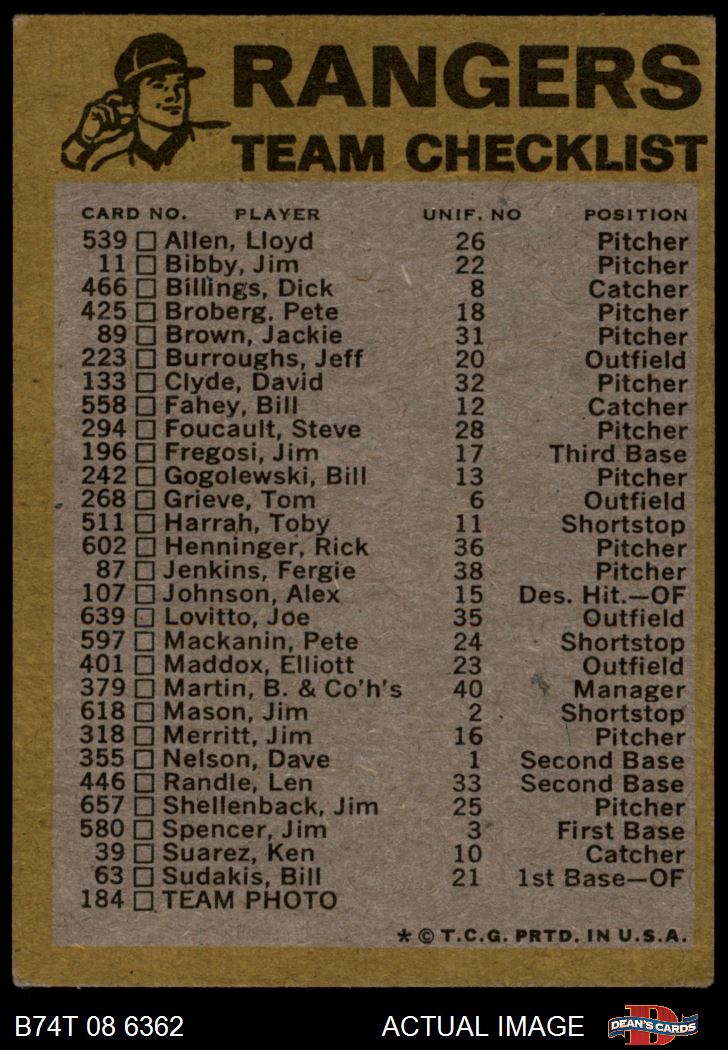 RANGERS
TEAM CHECKLIST
CARD NO. PLAYER UNIF. NO POSITION
539 Allen, Lloyd 26 Pitcher
11 Bibby, Jim 22 Pitcher
466 Billings, Dick 8 Catcher
425 Broberg. Pete 18 Pitcher
89 Brown, Jackie 31 Pitcher
223 Burroughs, Jeff 20 Outfield
133 Clyde, David 32 Pitcher
558 Fahey, Bill 12 Catcher
294 Foucault, Steve 28 Pitcher
196 Fregosi, Jim 17 Third Base
242 Gogolewski, Bill 13 Pitcher
268 Grieve, Tom 6 Outfield
511 Harrah, Toby 11 Shortstop
602 Henninger, Rick 36 Pitcher
87 Jenkins, Fergie 38 Pitcher
107 Johnson, Alex 15 Des. Hit.—OF
639 Lovitto, Joe 35 Outfield
597 Mackanin, Pete 24 Shortstop
401 Maddox, Elliott 23 Outfield
379 Martin, B. & Co'h's 40 Manager
618 Mason, Jim 2 Shortstop
318 Merritt, Jim 16 Pitcher
355 Nelson, Dave 1 Second Base
446 Randle, Len 33 Second Base
657 Shellenback, Jim 25 Pitcher
580 Spencer, Jim 3 First Base
39 Suarez, Ken 10 Catcher
63 Sudakis, Bill 21 1st Base—OF
184 TEAM PHOTO
* © T.C.G. PRTD. IN U.S.A.
B74T 08 6362 ACTUAL IMAGE DEAN'S CARDS